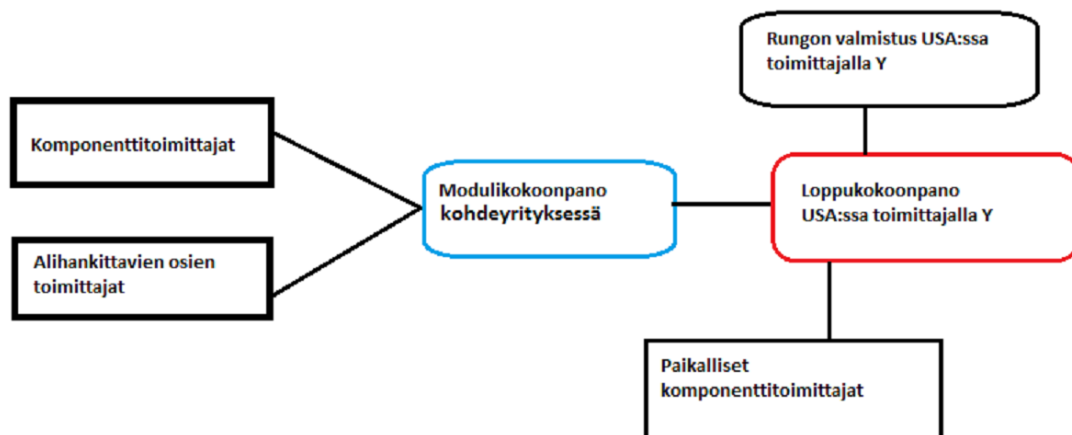 Rungon valmistus USA:ssa
toimittajalla Y
Komponenttitoimittajat
Modulikokoonpano
kohdeyrityksessä
Loppukokoonpano
USA:ssa toimittajalla Y
Alihankittavien osien
toimittajat
Paikalliset
komponenttitoimittajat